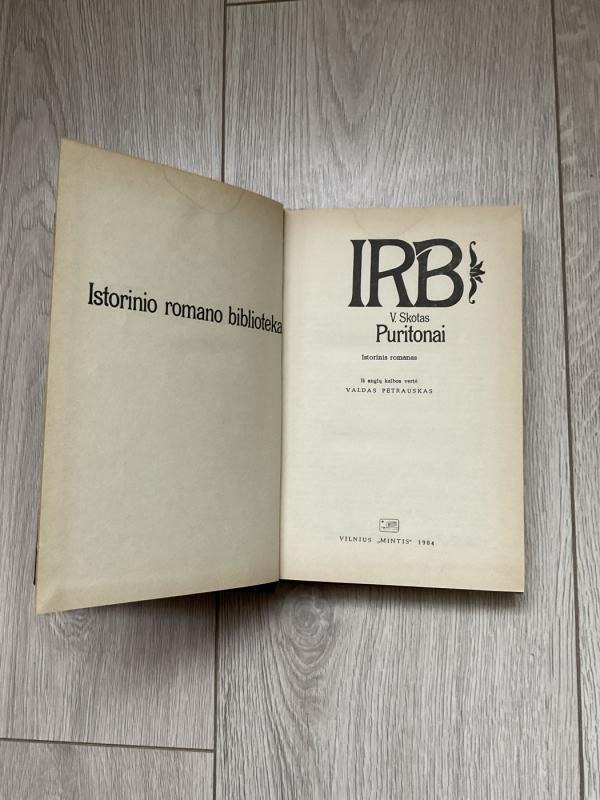 Istorinio romano biblioteka
IRB
V. Skotas
Puritonai
Istorinis romanas
Iš anglų kalbos vertė
VALDAS PETRAUSKAS
VILNIUS „MINTIS“ 1984